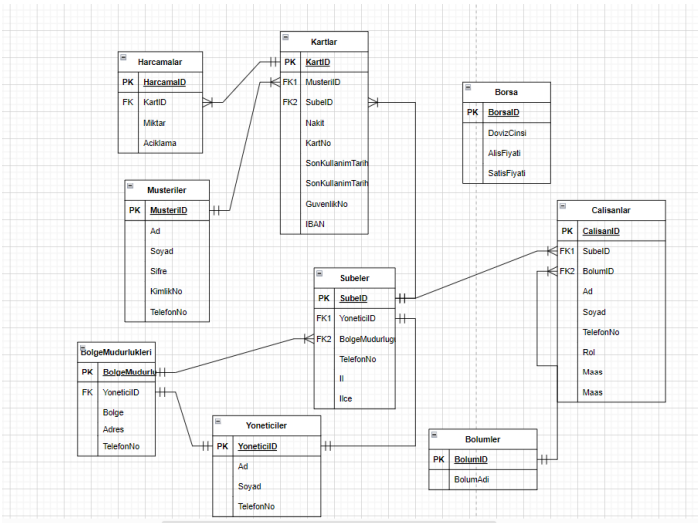 Harcamalar
PK HarcamaID
FK KartID
Miktar
Aciklama
Kartlar
PK KartID
FK1 MusteriID
FK2 SubeID
Nakit
KartNo
SonKullanimTarih
SonKullanimTarih
GuvenlikNo
IBAN
Borsa
PK BorsaID
DovizCinsi
AlisFiyati
SatisFiyati
Musteriler
PK MusteriID
Ad
Soyad
Sifre
KimlikNo
TelefonNo
Calisanlar
PK CalisanID
FK1 SubeID
FK2 BolumID
Ad
Soyad
TelefonNo
Rol
Maas
Maas
Subeler
PK SubeID
FK1 YoneticiID
FK2 BolgeMudurlugu
TelefonNo
Il
Ilce
BolgeMudurlukleri
PK BolgeMudurlu
FK YoneticiID
Bolge
Adres
TelefonNo
Yoneticiler
PK YoneticiID
Ad
Soyad
TelefonNo
Bolumler
PK BolumID
BolumAdi